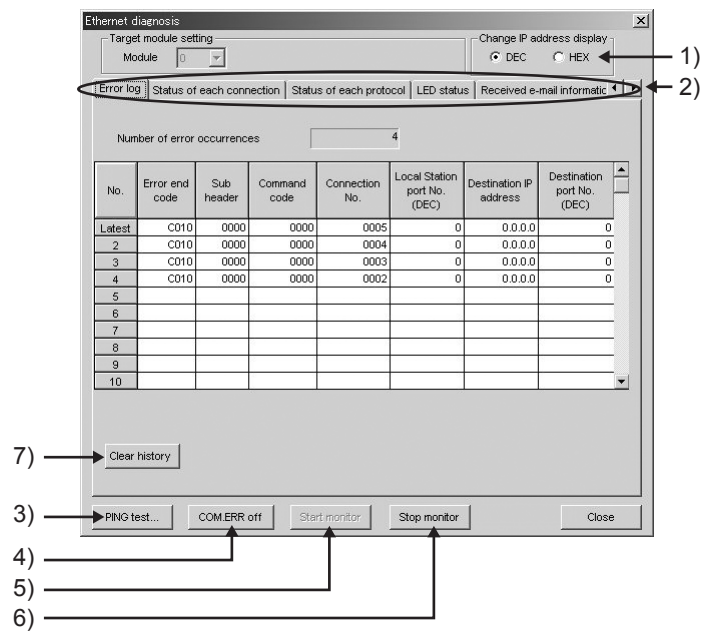 Ethernet diagnosis
Target module setting
Change IP address display
Module 0
DEC HEX
1)
Error log Status of each connection Status of each protocol LED status Received e-mail informatic
2)
Number of error occurrences 4
No. Error end code Sub header Command code Connection No. Local Station port No. (DEC) Destination IP address Destination port No. (DEC)
Latest C010 0000 0000 0005 0 0.0.0.0 0
2 C010 0000 0000 0004 0 0.0.0.0 0
3 C010 0000 0000 0003 0 0.0.0.0 0
4 C010 0000 0000 0002 0 0.0.0.0 0
5
6
7
8
9
10
7)
Clear history
3)
PING test... COM.ERR off Start monitor Stop monitor Close
4)
5)
6)